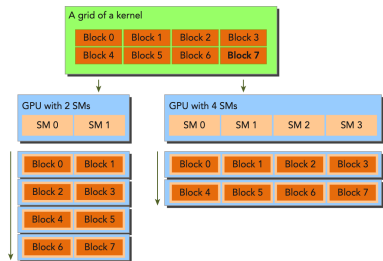 A grid of a kernel
Block 0 Block 1 Block 2 Block 3
Block 4 Block 5 Block 6 Block 7
GPU with 2 SMs
SM 0 SM 1
Block 0 Block 1
Block 2 Block 3
Block 4 Block 5
Block 6 Block 7
GPU with 4 SMs
SM 0 SM 1 SM 2 SM 3
Block 0 Block 1 Block 2 Block 3
Block 4 Block 5 Block 6 Block 7